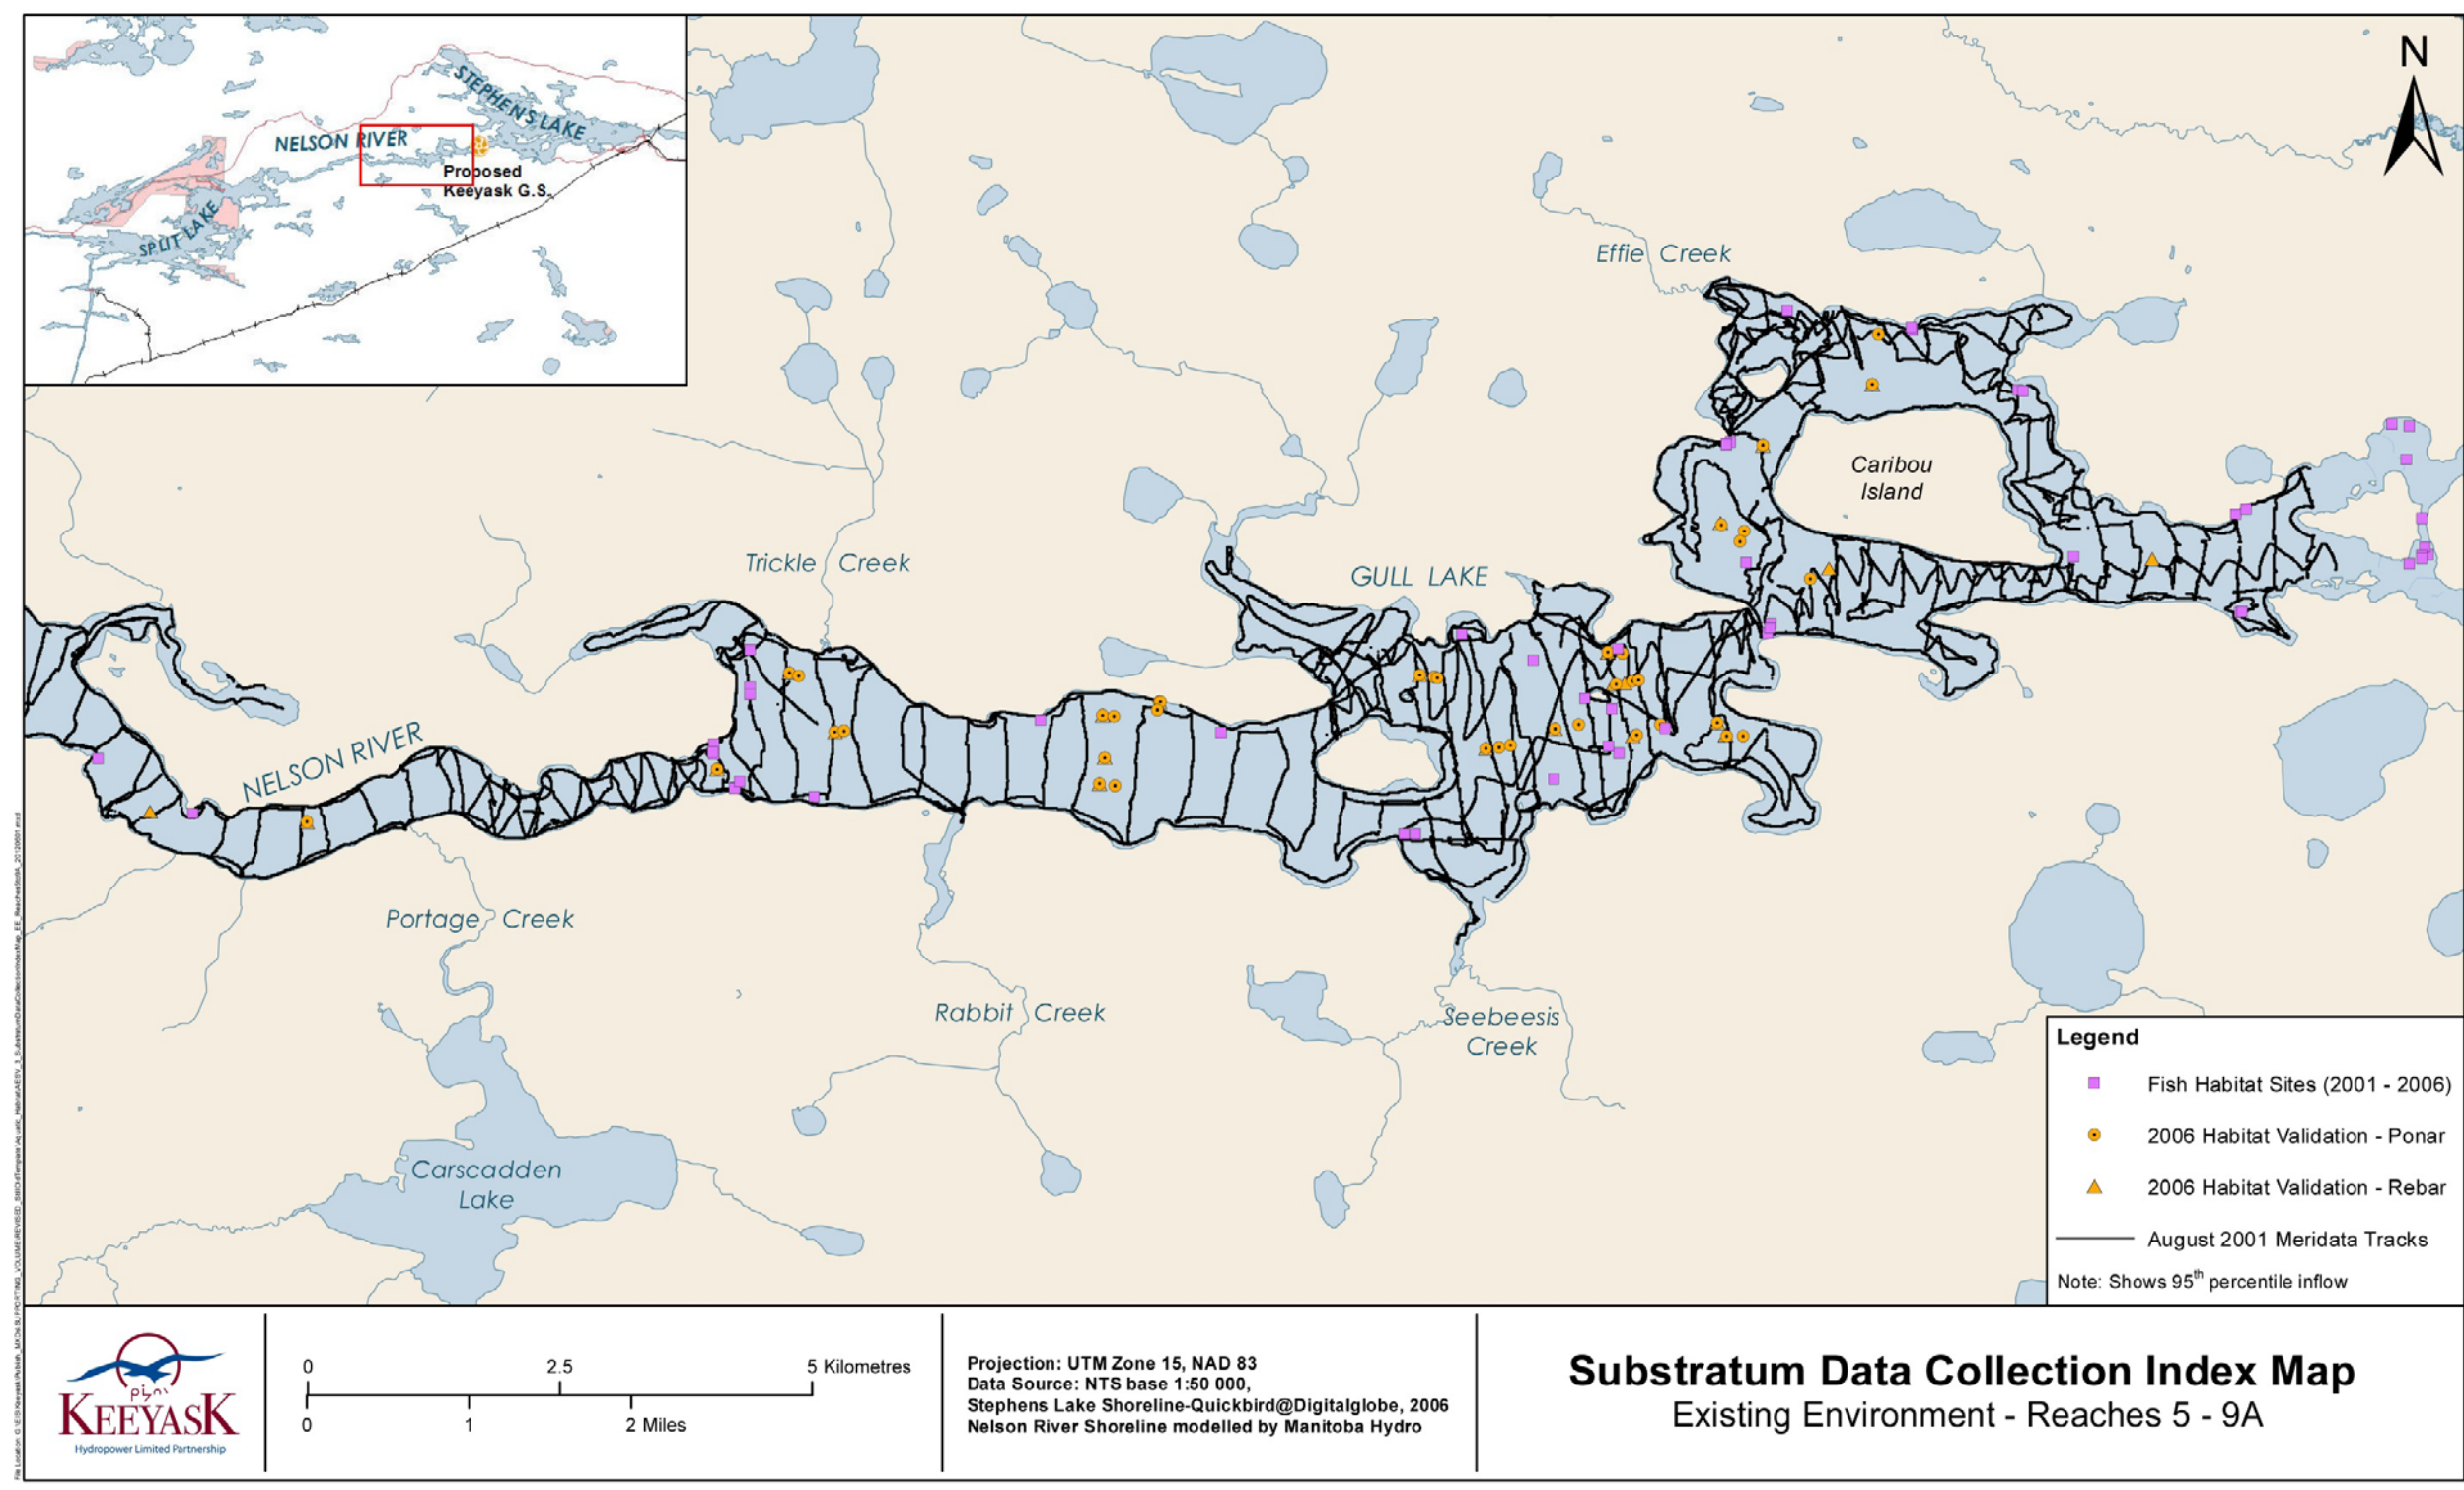 STEPHENS LAKE
NELSON RIVER
Proposed
Keeyask G.S.
SPLIT LAKE
N
Effie Creek
Caribou
Island
Trickle Creek
GULL LAKE
NELSON RIVER
Portage Creek
Rabbit Creek
Seebeesis
Creek
Carscadden
Lake
Legend
Fish Habitat Sites (2001 - 2006)
2006 Habitat Validation - Ponar
2006 Habitat Validation - Rebar
August 2001 Meridata Tracks
Note: Shows 95th percentile inflow
KEEYASK
Hydropower Limited Partnership
0 2.5 5 Kilometres
0 1 2 Miles
Projection: UTM Zone 15, NAD 83
Data Source: NTS base 1:50 000,
Stephens Lake Shoreline-Quickbird@Digitalglobe, 2006
Nelson River Shoreline modelled by Manitoba Hydro
Substratum Data Collection Index Map
Existing Environment - Reaches 5 - 9A